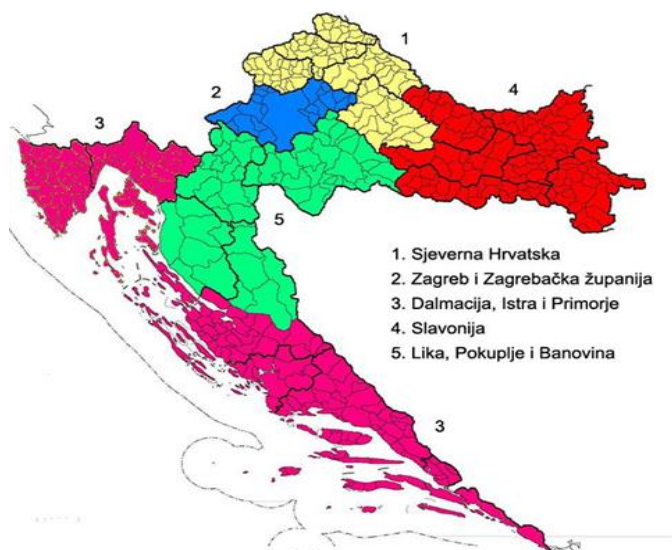 1
2
4
3
5
1. Sjeverna Hrvatska
2. Zagreb i Zagrebačka županija
3. Dalmacija, Istra i Primorje
4. Slavonija
5. Lika, Pokuplje i Banovina
3